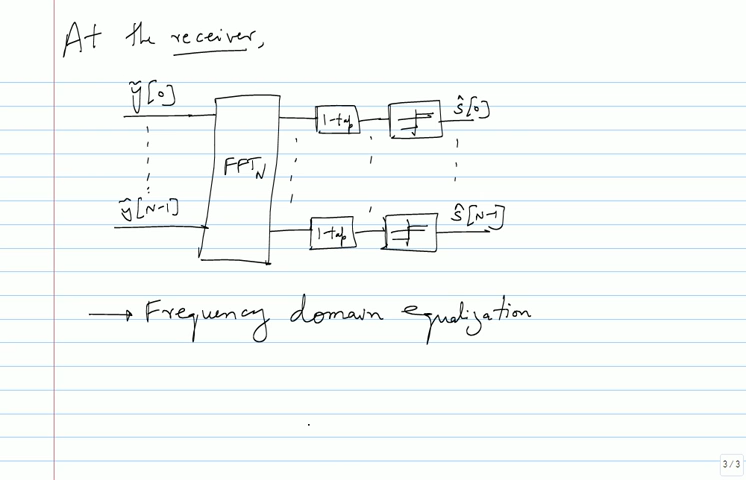 At the receiver,
ỹ[0]
1-tap
ŝ[0]
FFT_N
ỹ[N-1]
1-tap
ŝ[N-1]
→ Frequency domain equalization
3/3